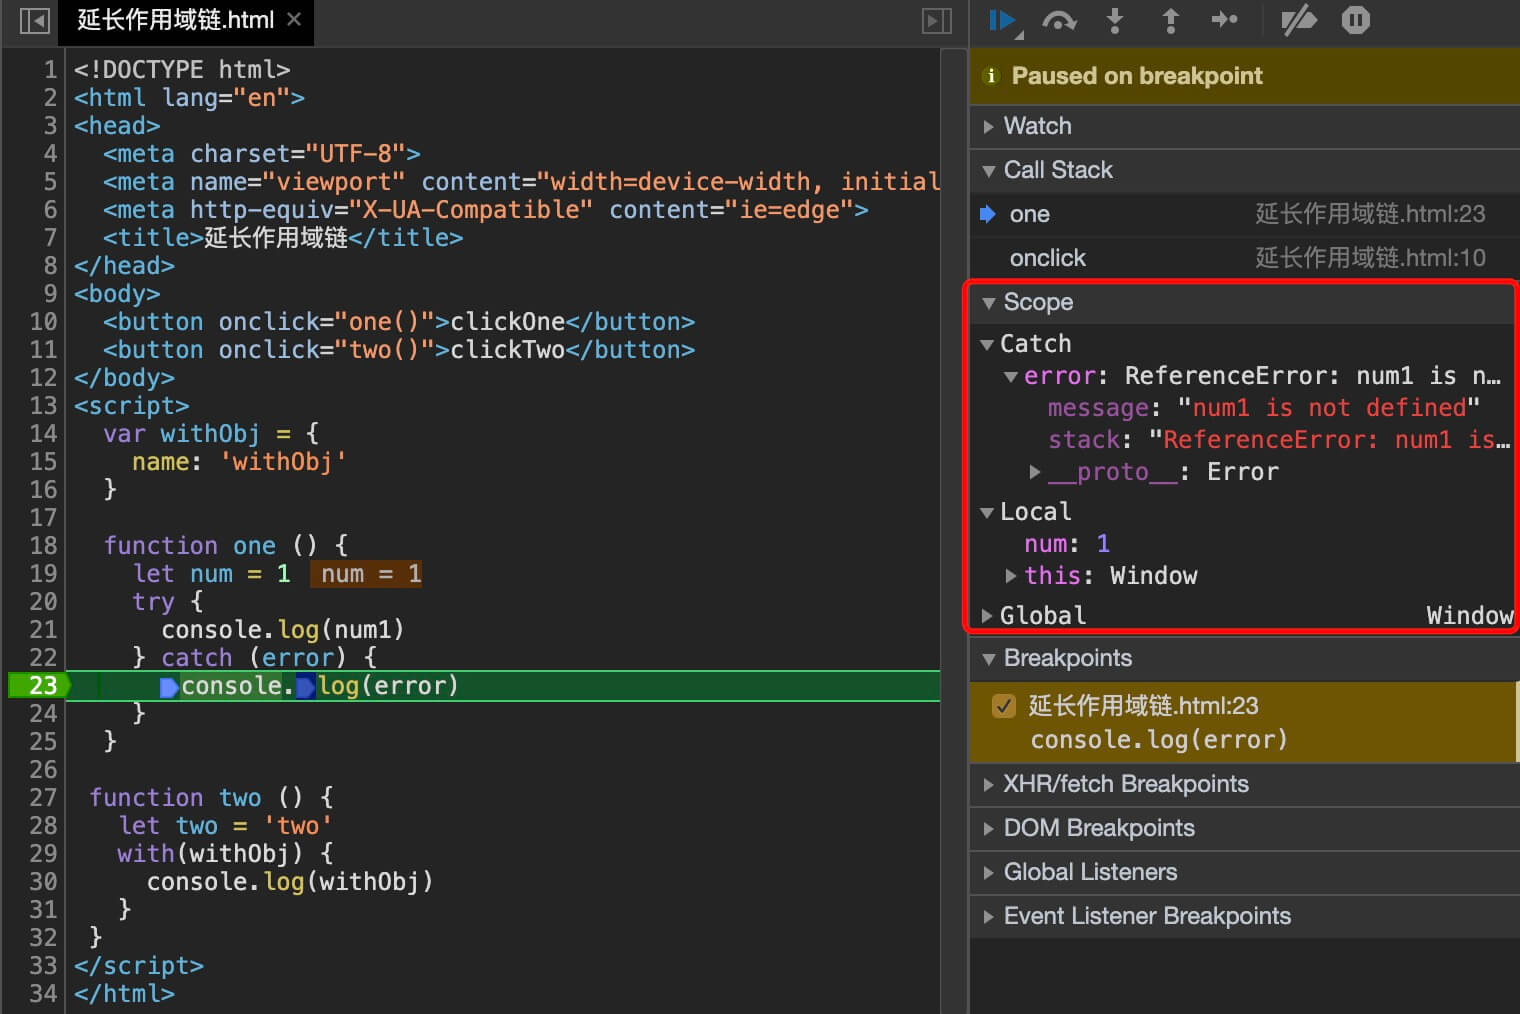 延长作用域链.html ×
1 <!DOCTYPE html>
2 <html lang="en">
3 <head>
4 <meta charset="UTF-8">
5 <meta name="viewport" content="width=device-width, initial
6 <meta http-equiv="X-UA-Compatible" content="ie=edge">
7 <title>延长作用域链</title>
8 </head>
9 <body>
10 <button onclick="one()">clickOne</button>
11 <button onclick="two()">clickTwo</button>
12 </body>
13 <script>
14 var withObj = {
15 name: 'withObj'
16 }
17
18 function one () {
19 let num = 1 num = 1
20 try {
21 console.log(num1)
22 } catch (error) {
23 console.log(error)
24 }
25 }
26
27 function two () {
28 let two = 'two'
29 with(withObj) {
30 console.log(withObj)
31 }
32 }
33 </script>
34 </html>
Paused on breakpoint
Watch
Call Stack
one 延长作用域链.html:23
onclick 延长作用域链.html:10
Scope
Catch
error: ReferenceError: num1 is n…
message: "num1 is not defined"
stack: "ReferenceError: num1 is…
__proto__: Error
Local
num: 1
this: Window
Global Window
Breakpoints
延长作用域链.html:23
console.log(error)
XHR/fetch Breakpoints
DOM Breakpoints
Global Listeners
Event Listener Breakpoints